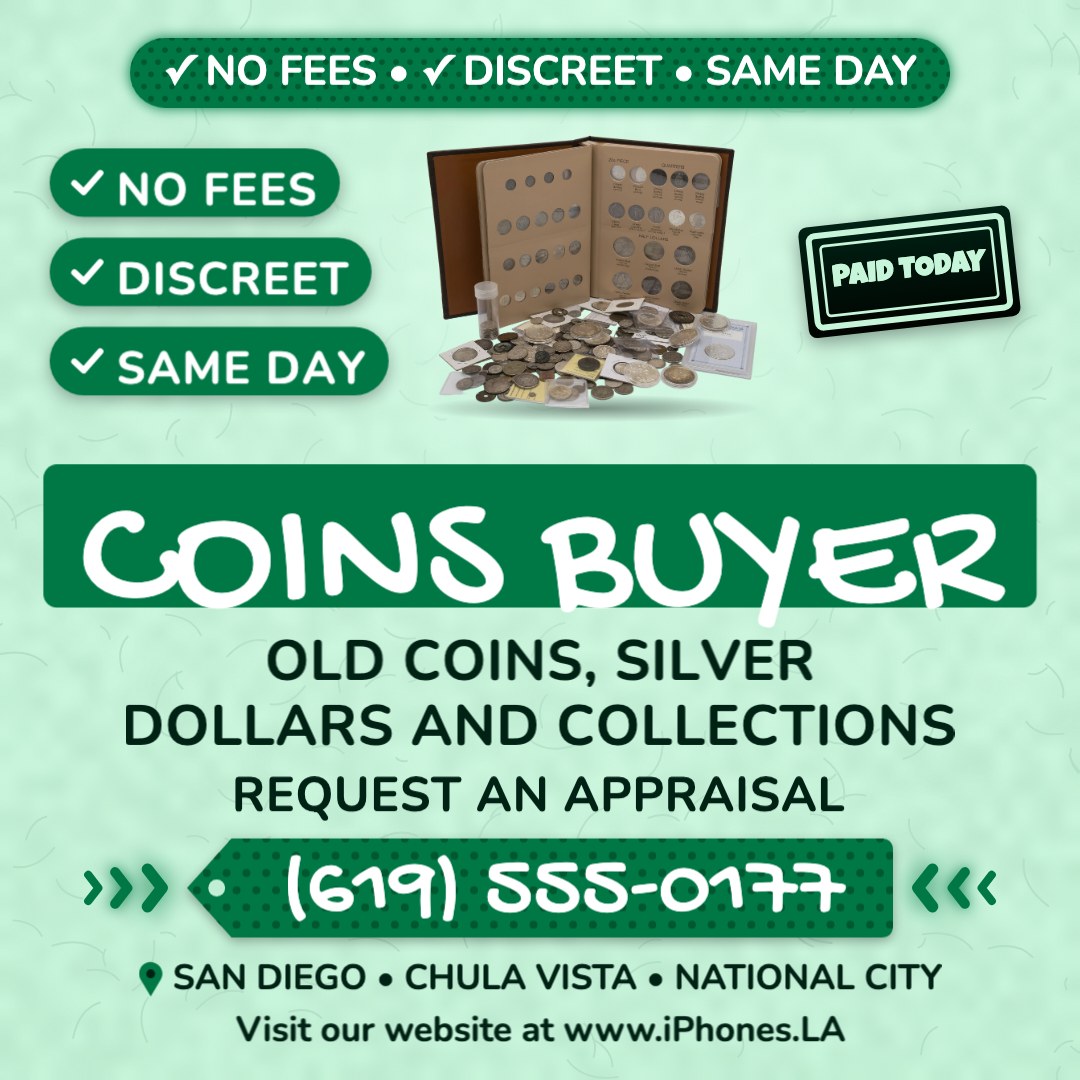 ✓ NO FEES • ✓ DISCREET • SAME DAY
✓ NO FEES
✓ DISCREET
✓ SAME DAY
PAID TODAY
COINS BUYER
OLD COINS, SILVER
DOLLARS AND COLLECTIONS
REQUEST AN APPRAISAL
(619) 555-0177
SAN DIEGO • CHULA VISTA • NATIONAL CITY
Visit our website at www.iPhones.LA